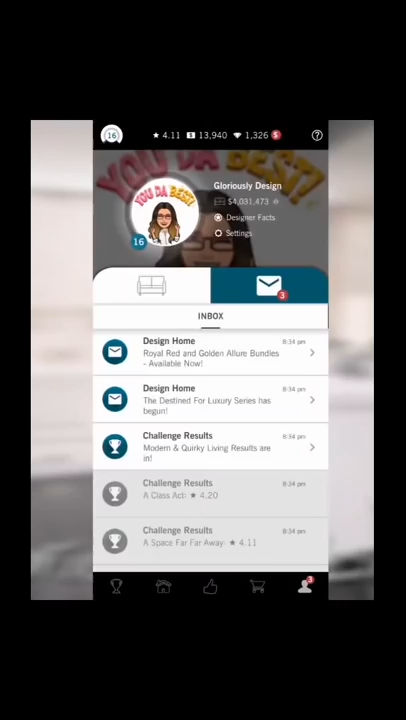 16 ★ 4.11 13,940 1,326 $ ?
YOU DA BEST!
YOU DA BEST!
16
Gloriously Design
$4,031,473
Designer Facts
Settings
3
INBOX
Design Home 8:34 pm
Royal Red and Golden Allure Bundles
- Available Now!
Design Home 8:34 pm
The Destined For Luxury Series has
begun!
Challenge Results 8:34 pm
Modern & Quirky Living Results are
in!
Challenge Results 8:34 pm
A Class Act: ★ 4.20
Challenge Results 8:34 pm
A Space Far Far Away: ★ 4.11
3